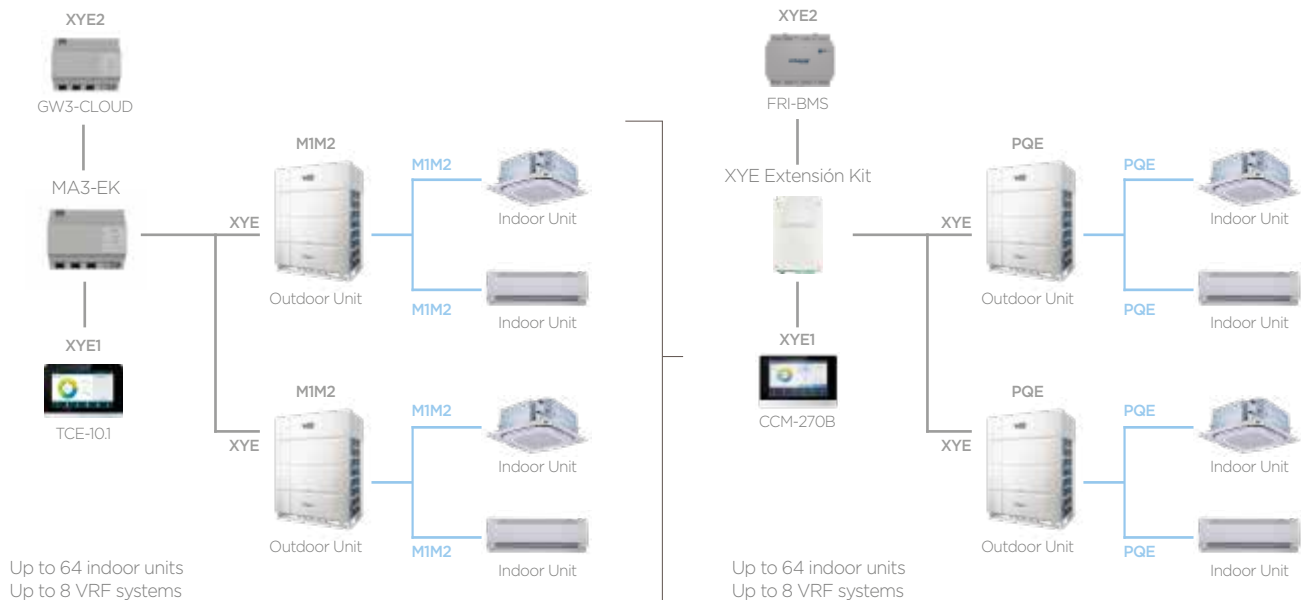 XYE2
GW3-CLOUD
MA3-EK
XYE1
TCE-10.1
XYE
XYE
M1M2
Outdoor Unit
M1M2
Indoor Unit
M1M2
Indoor Unit
M1M2
Outdoor Unit
M1M2
Indoor Unit
M1M2
Indoor Unit
Up to 64 indoor units
Up to 8 VRF systems
XYE2
FRI-BMS
XYE Extensión Kit
XYE1
CCM-270B
XYE
XYE
PQE
Outdoor Unit
PQE
Indoor Unit
PQE
Indoor Unit
PQE
Outdoor Unit
PQE
Indoor Unit
PQE
Indoor Unit
Up to 64 indoor units
Up to 8 VRF systems